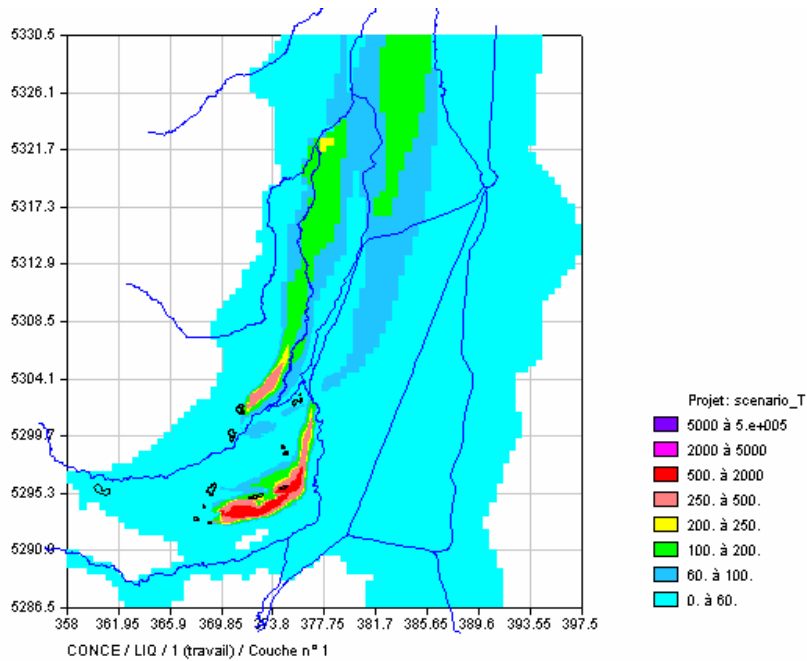 5330.5
5326.1
5321.7
5317.3
5312.9
5308.5
5304.1
5299.7
5295.3
5290.9
5286.5
358 361.95 365.9 369.85 373.8 377.75 381.7 385.65 389.6 393.55 397.5
CONCE / LIQ / 1 (travail) / Couche n° 1
Projet: scenario_T
5000 à 5.e+005
2000 à 5000
500. à 2000
250. à 500.
200. à 250.
100. à 200.
60. à 100.
0. à 60.